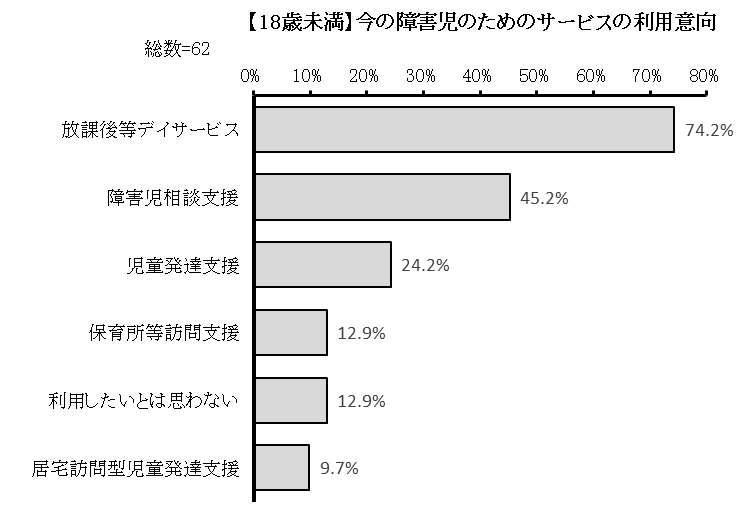 【18歳未満】今の障害児のためのサービスの利用意向
総数=62
0% 10% 20% 30% 40% 50% 60% 70% 80%
放課後等デイサービス 74.2%
障害児相談支援 45.2%
児童発達支援 24.2%
保育所等訪問支援 12.9%
利用したいとは思わない 12.9%
居宅訪問型児童発達支援 9.7%